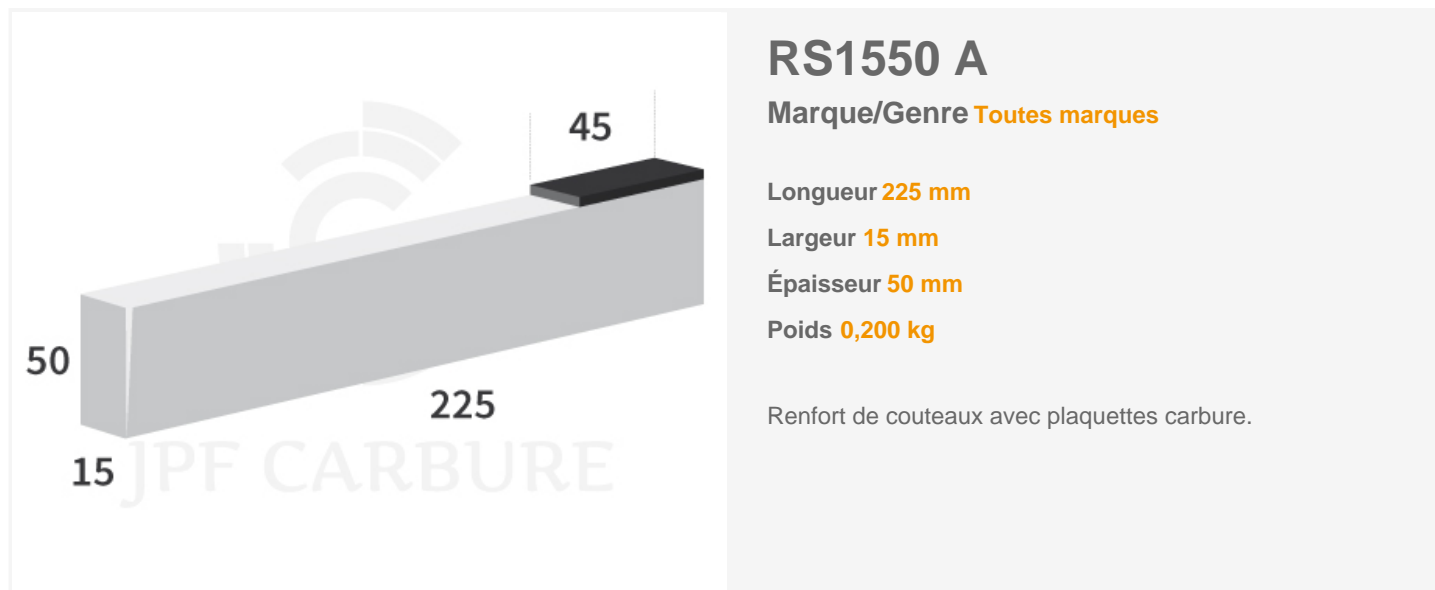 RS1550 A
Marque/Genre Toutes marques
45
Longueur 225 mm
Largeur 15 mm
Épaisseur 50 mm
Poids 0,200 kg
50
225
Renfort de couteaux avec plaquettes carbure.
15
JPF CARBURE